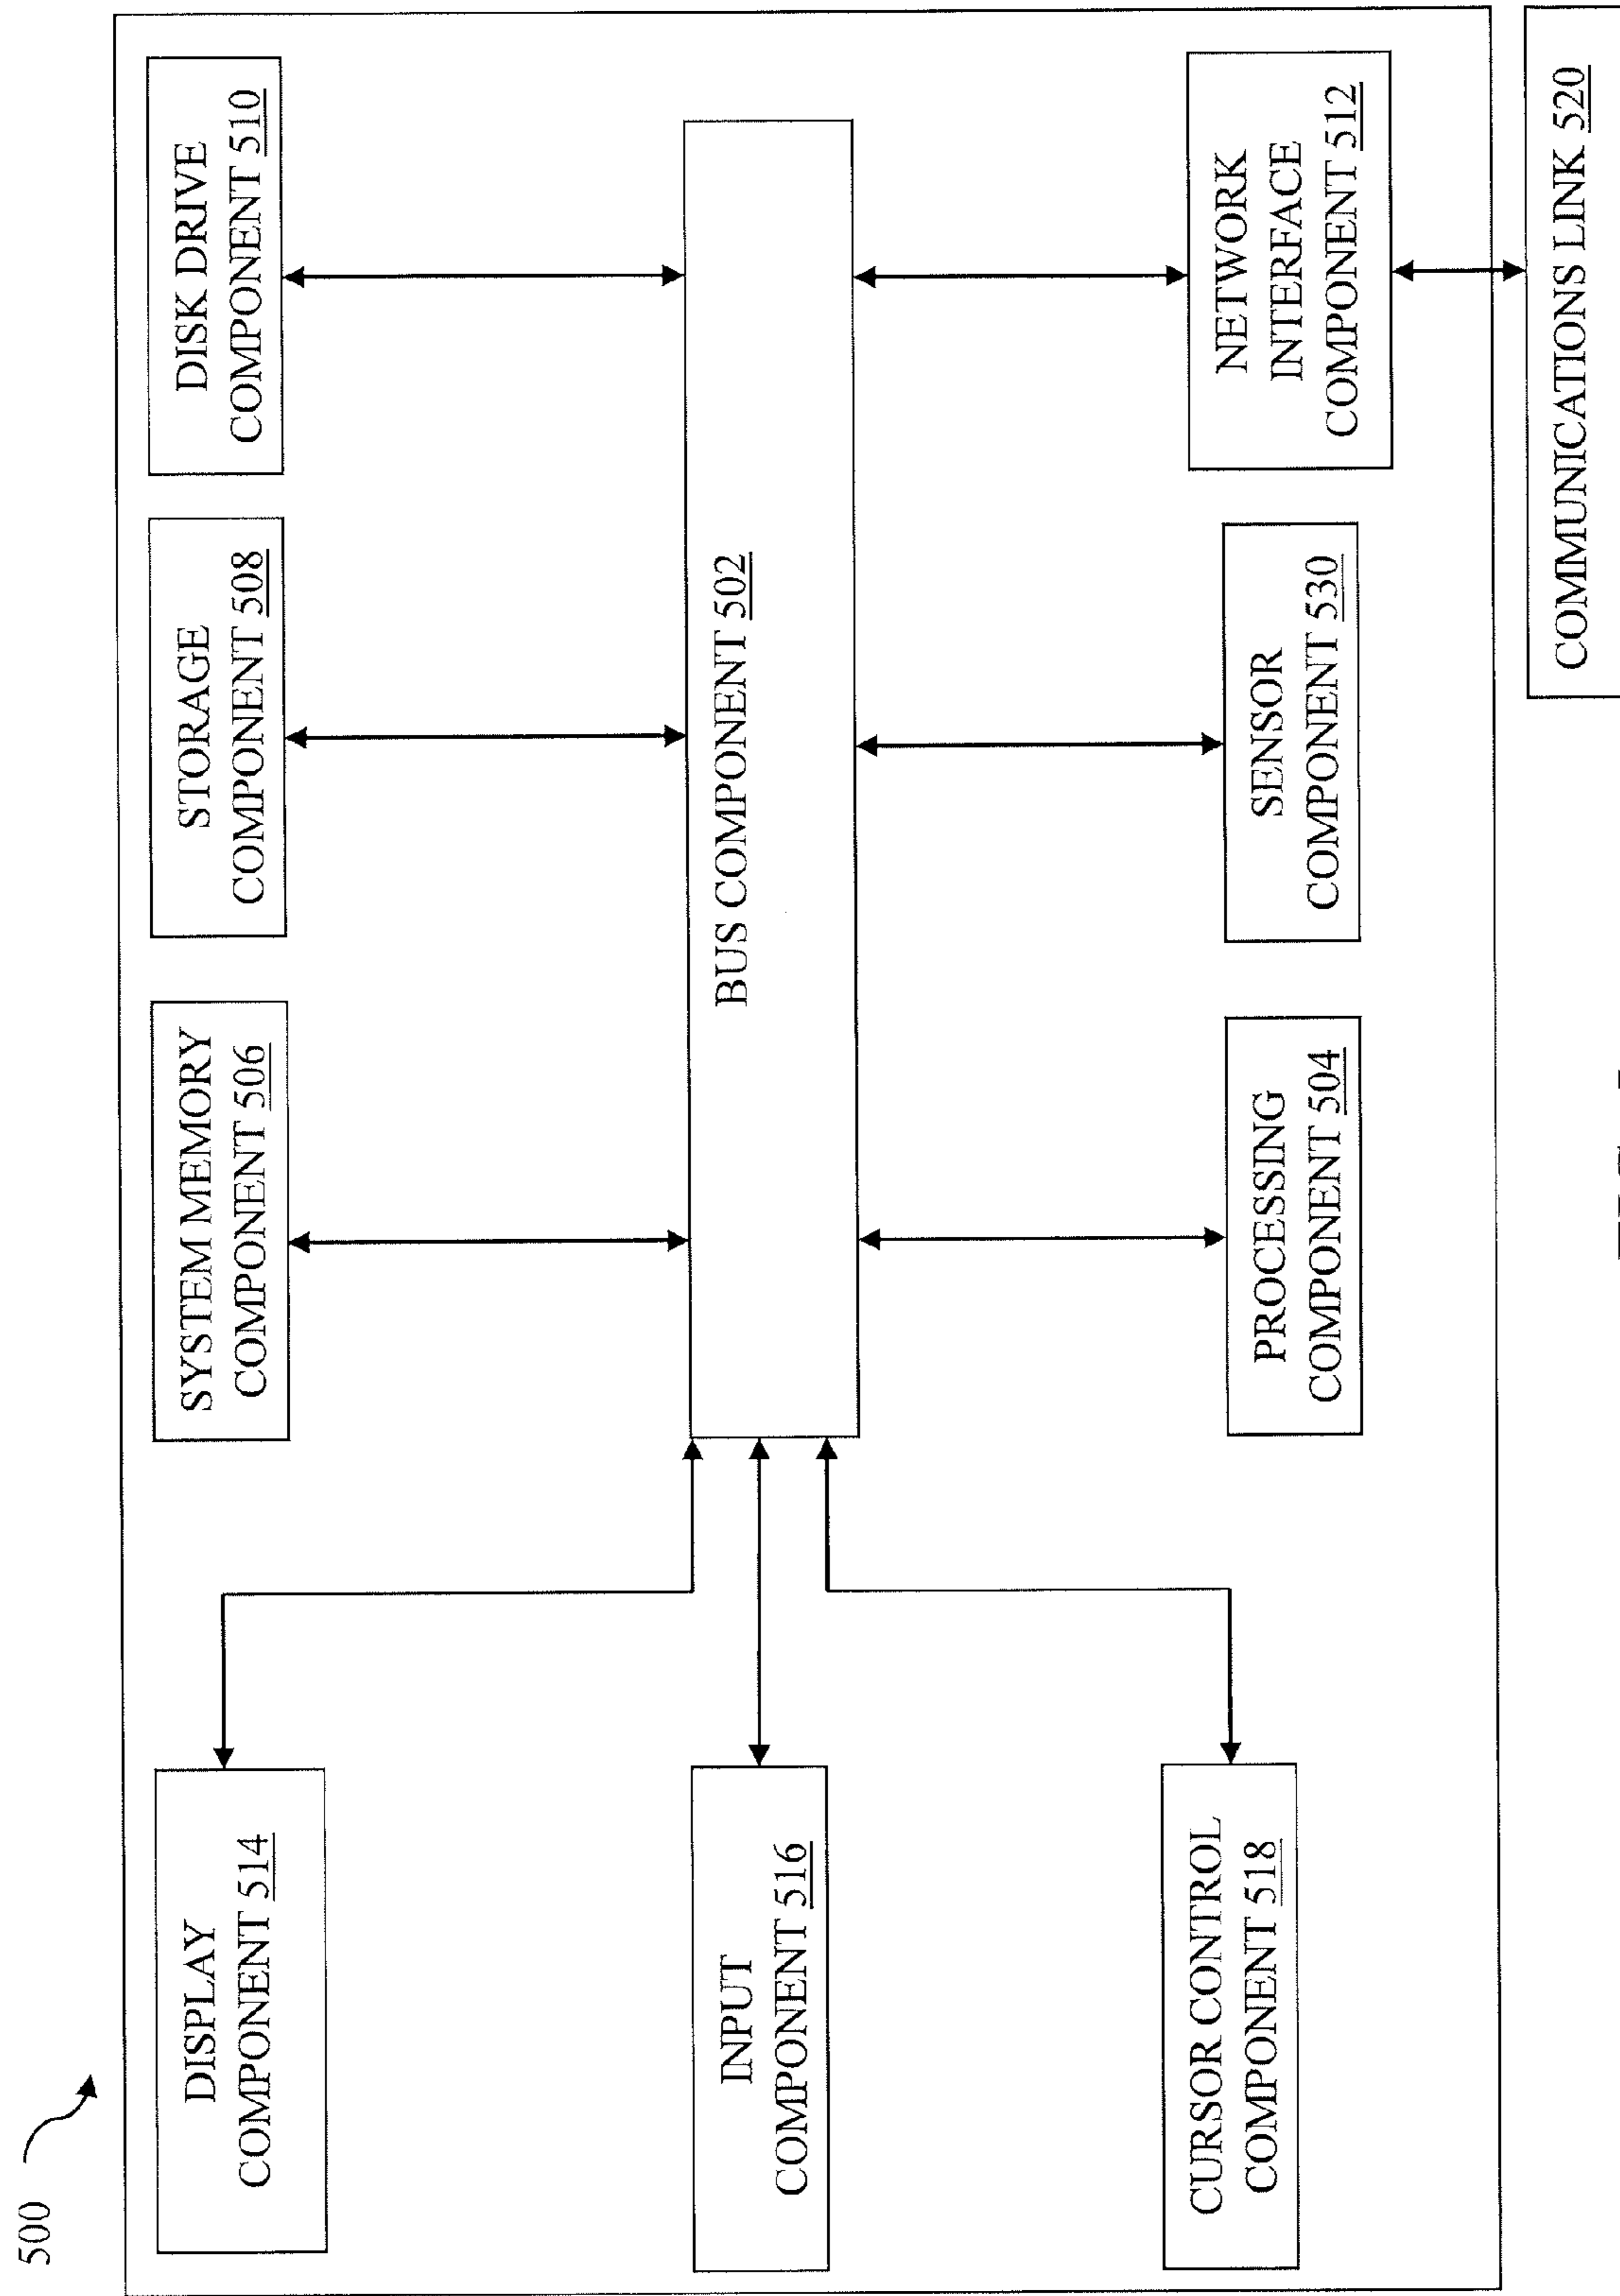 500
DISPLAY
COMPONENT 514
SYSTEM MEMORY
COMPONENT 506
STORAGE
COMPONENT 508
DISK DRIVE
COMPONENT 510
INPUT
COMPONENT 516
BUS COMPONENT 502
CURSOR CONTROL
COMPONENT 518
PROCESSING
COMPONENT 504
SENSOR
COMPONENT 530
NETWORK
INTERFACE
COMPONENT 512
COMMUNICATIONS LINK 520